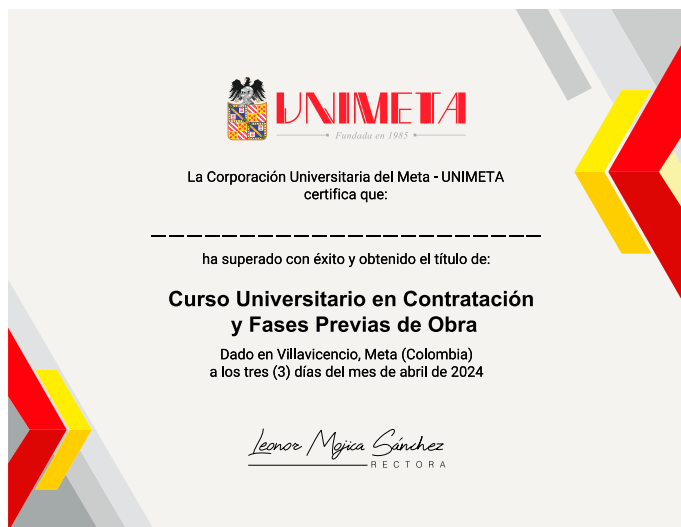 UNIMETA
Fundada en 1985
La Corporación Universitaria del Meta - UNIMETA
certifica que:
ha superado con éxito y obtenido el título de:
Curso Universitario en Contratación
y Fases Previas de Obra
Dado en Villavicencio, Meta (Colombia)
a los tres (3) días del mes de abril de 2024
Leonor Mojica Sánchez
RECTORA